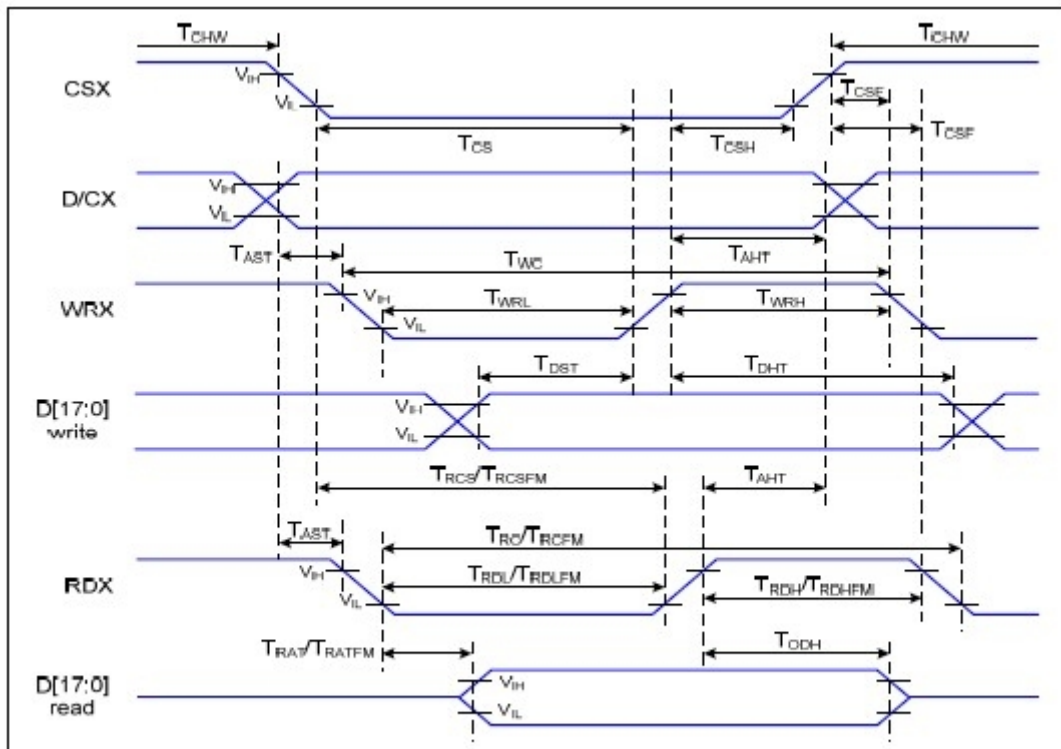 TCHW TCHW
CSX VIH VIL TCSF
TCS TCSH TCSF
D/CX VIH VIL
TAST TWC TAHT
WRX VIH TWRL TWRH
VIL
TDST TDHT
D[17:0] VIH
write VIL
TRCS/TRCSFM TAHT
TAST TRC/TRCFM
RDX VIH TRDL/TRDLFM TRDH/TRDHFM
VIL
TRAT/TRATFM TODH
D[17:0] VIH
read VIL